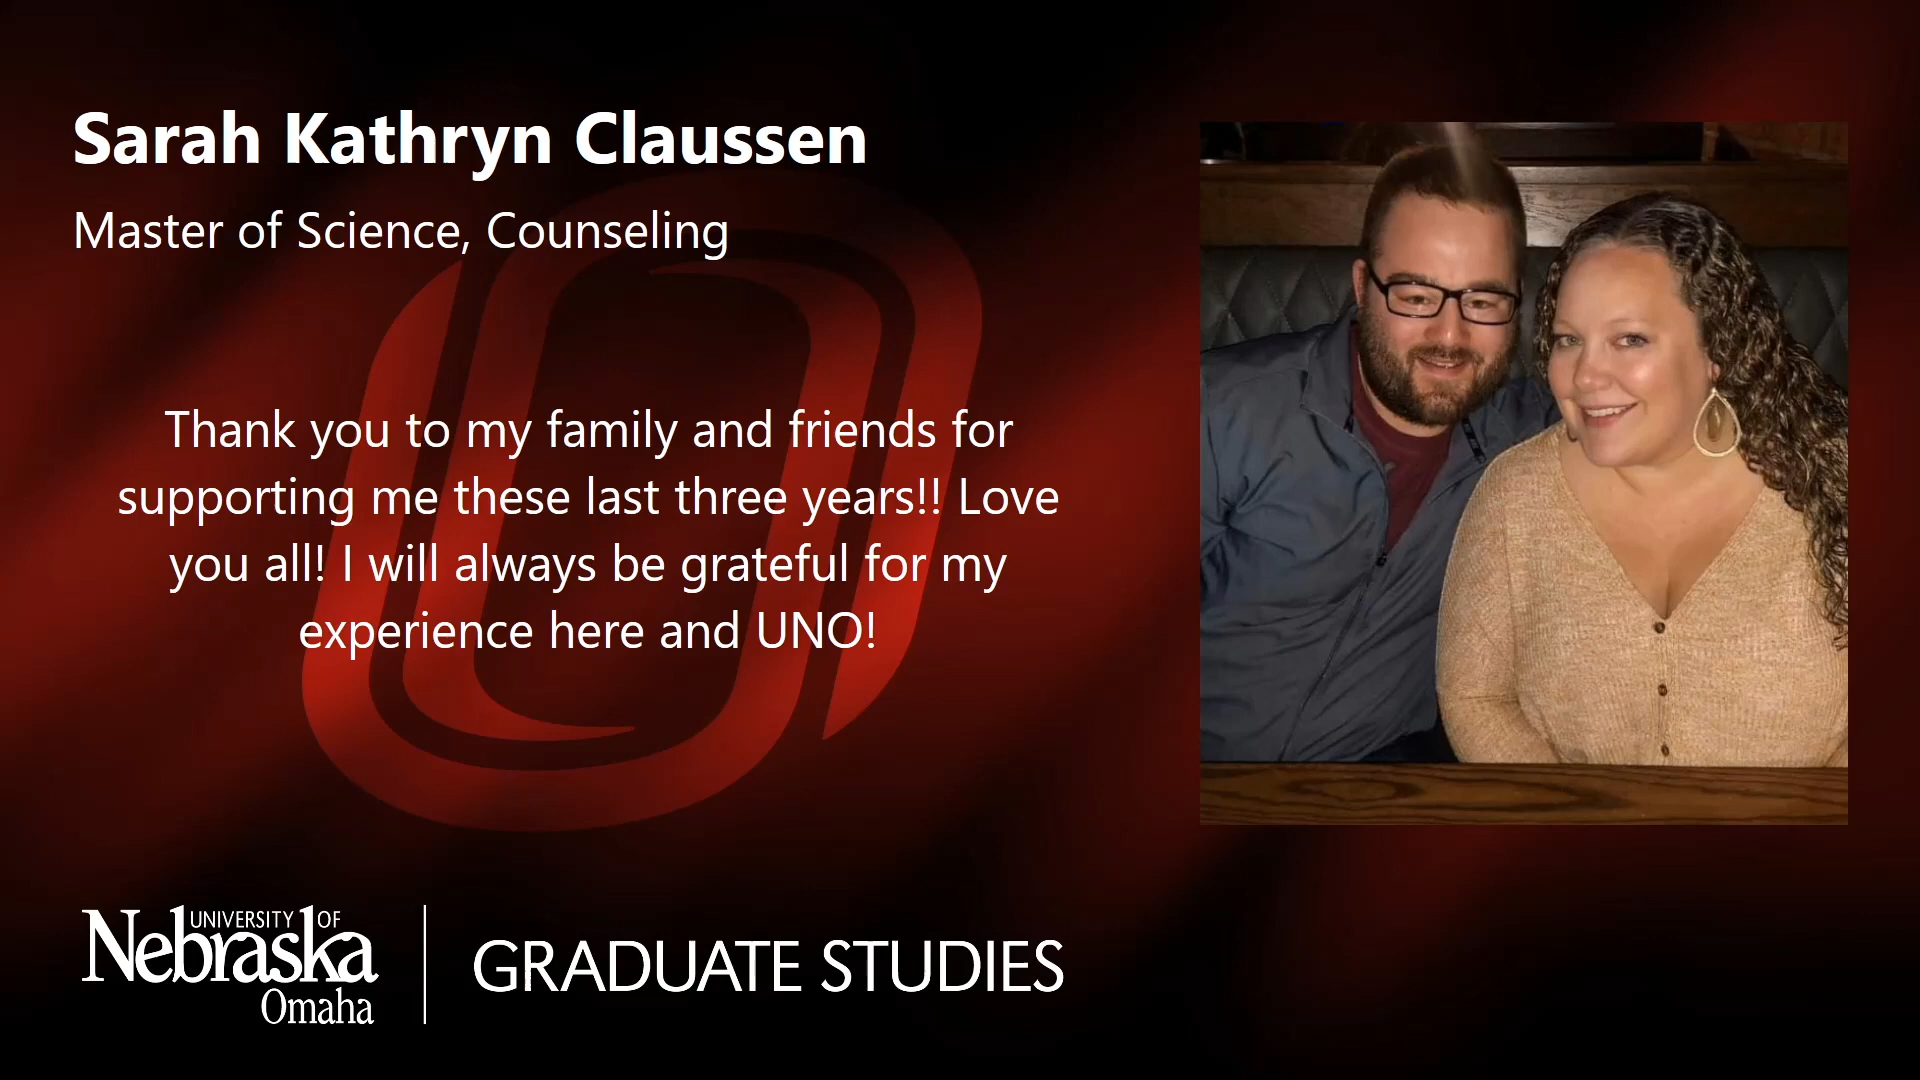 Sarah Kathryn Claussen
Master of Science, Counseling
Thank you to my family and friends for
supporting me these last three years!! Love
you all! I will always be grateful for my
experience here and UNO!
UNIVERSITY OF
Nebraska
Omaha
GRADUATE STUDIES